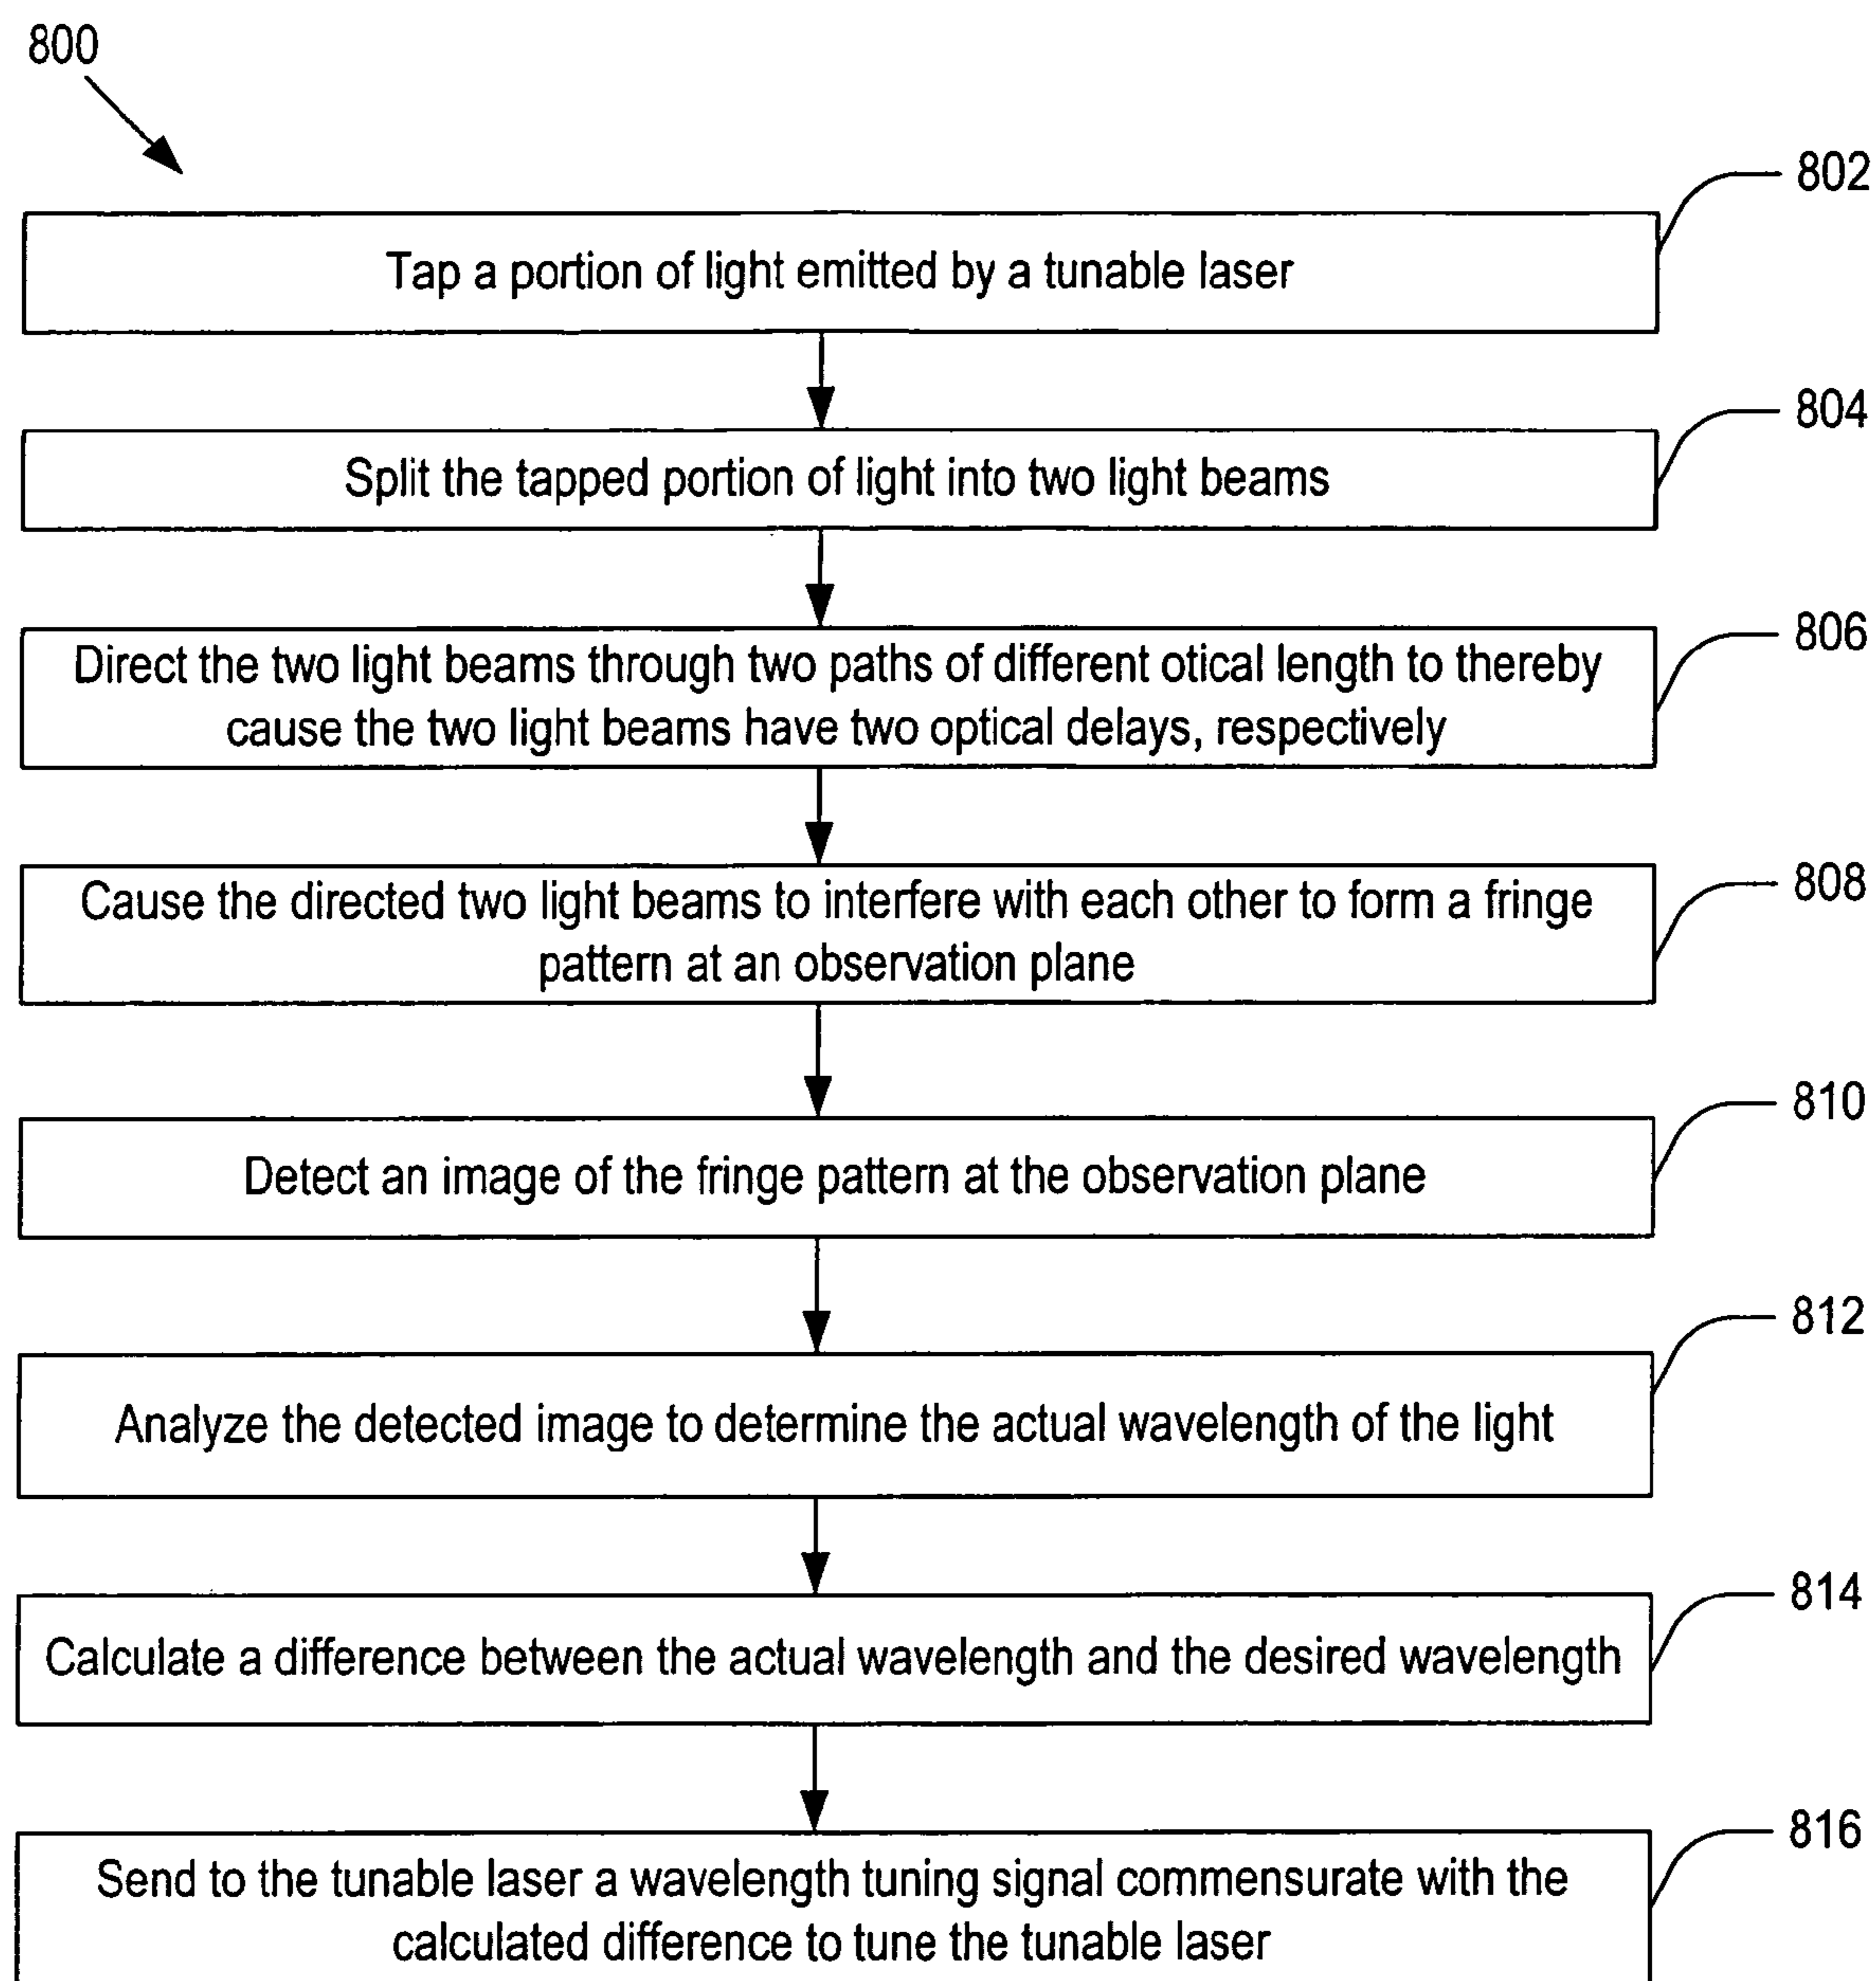 800
802
Tap a portion of light emitted by a tunable laser
804
Split the tapped portion of light into two light beams
806
Direct the two light beams through two paths of different otical length to thereby
cause the two light beams have two optical delays, respectively
808
Cause the directed two light beams to interfere with each other to form a fringe
pattern at an observation plane
810
Detect an image of the fringe pattern at the observation plane
812
Analyze the detected image to determine the actual wavelength of the light
814
Calculate a difference between the actual wavelength and the desired wavelength
816
Send to the tunable laser a wavelength tuning signal commensurate with the
calculated difference to tune the tunable laser